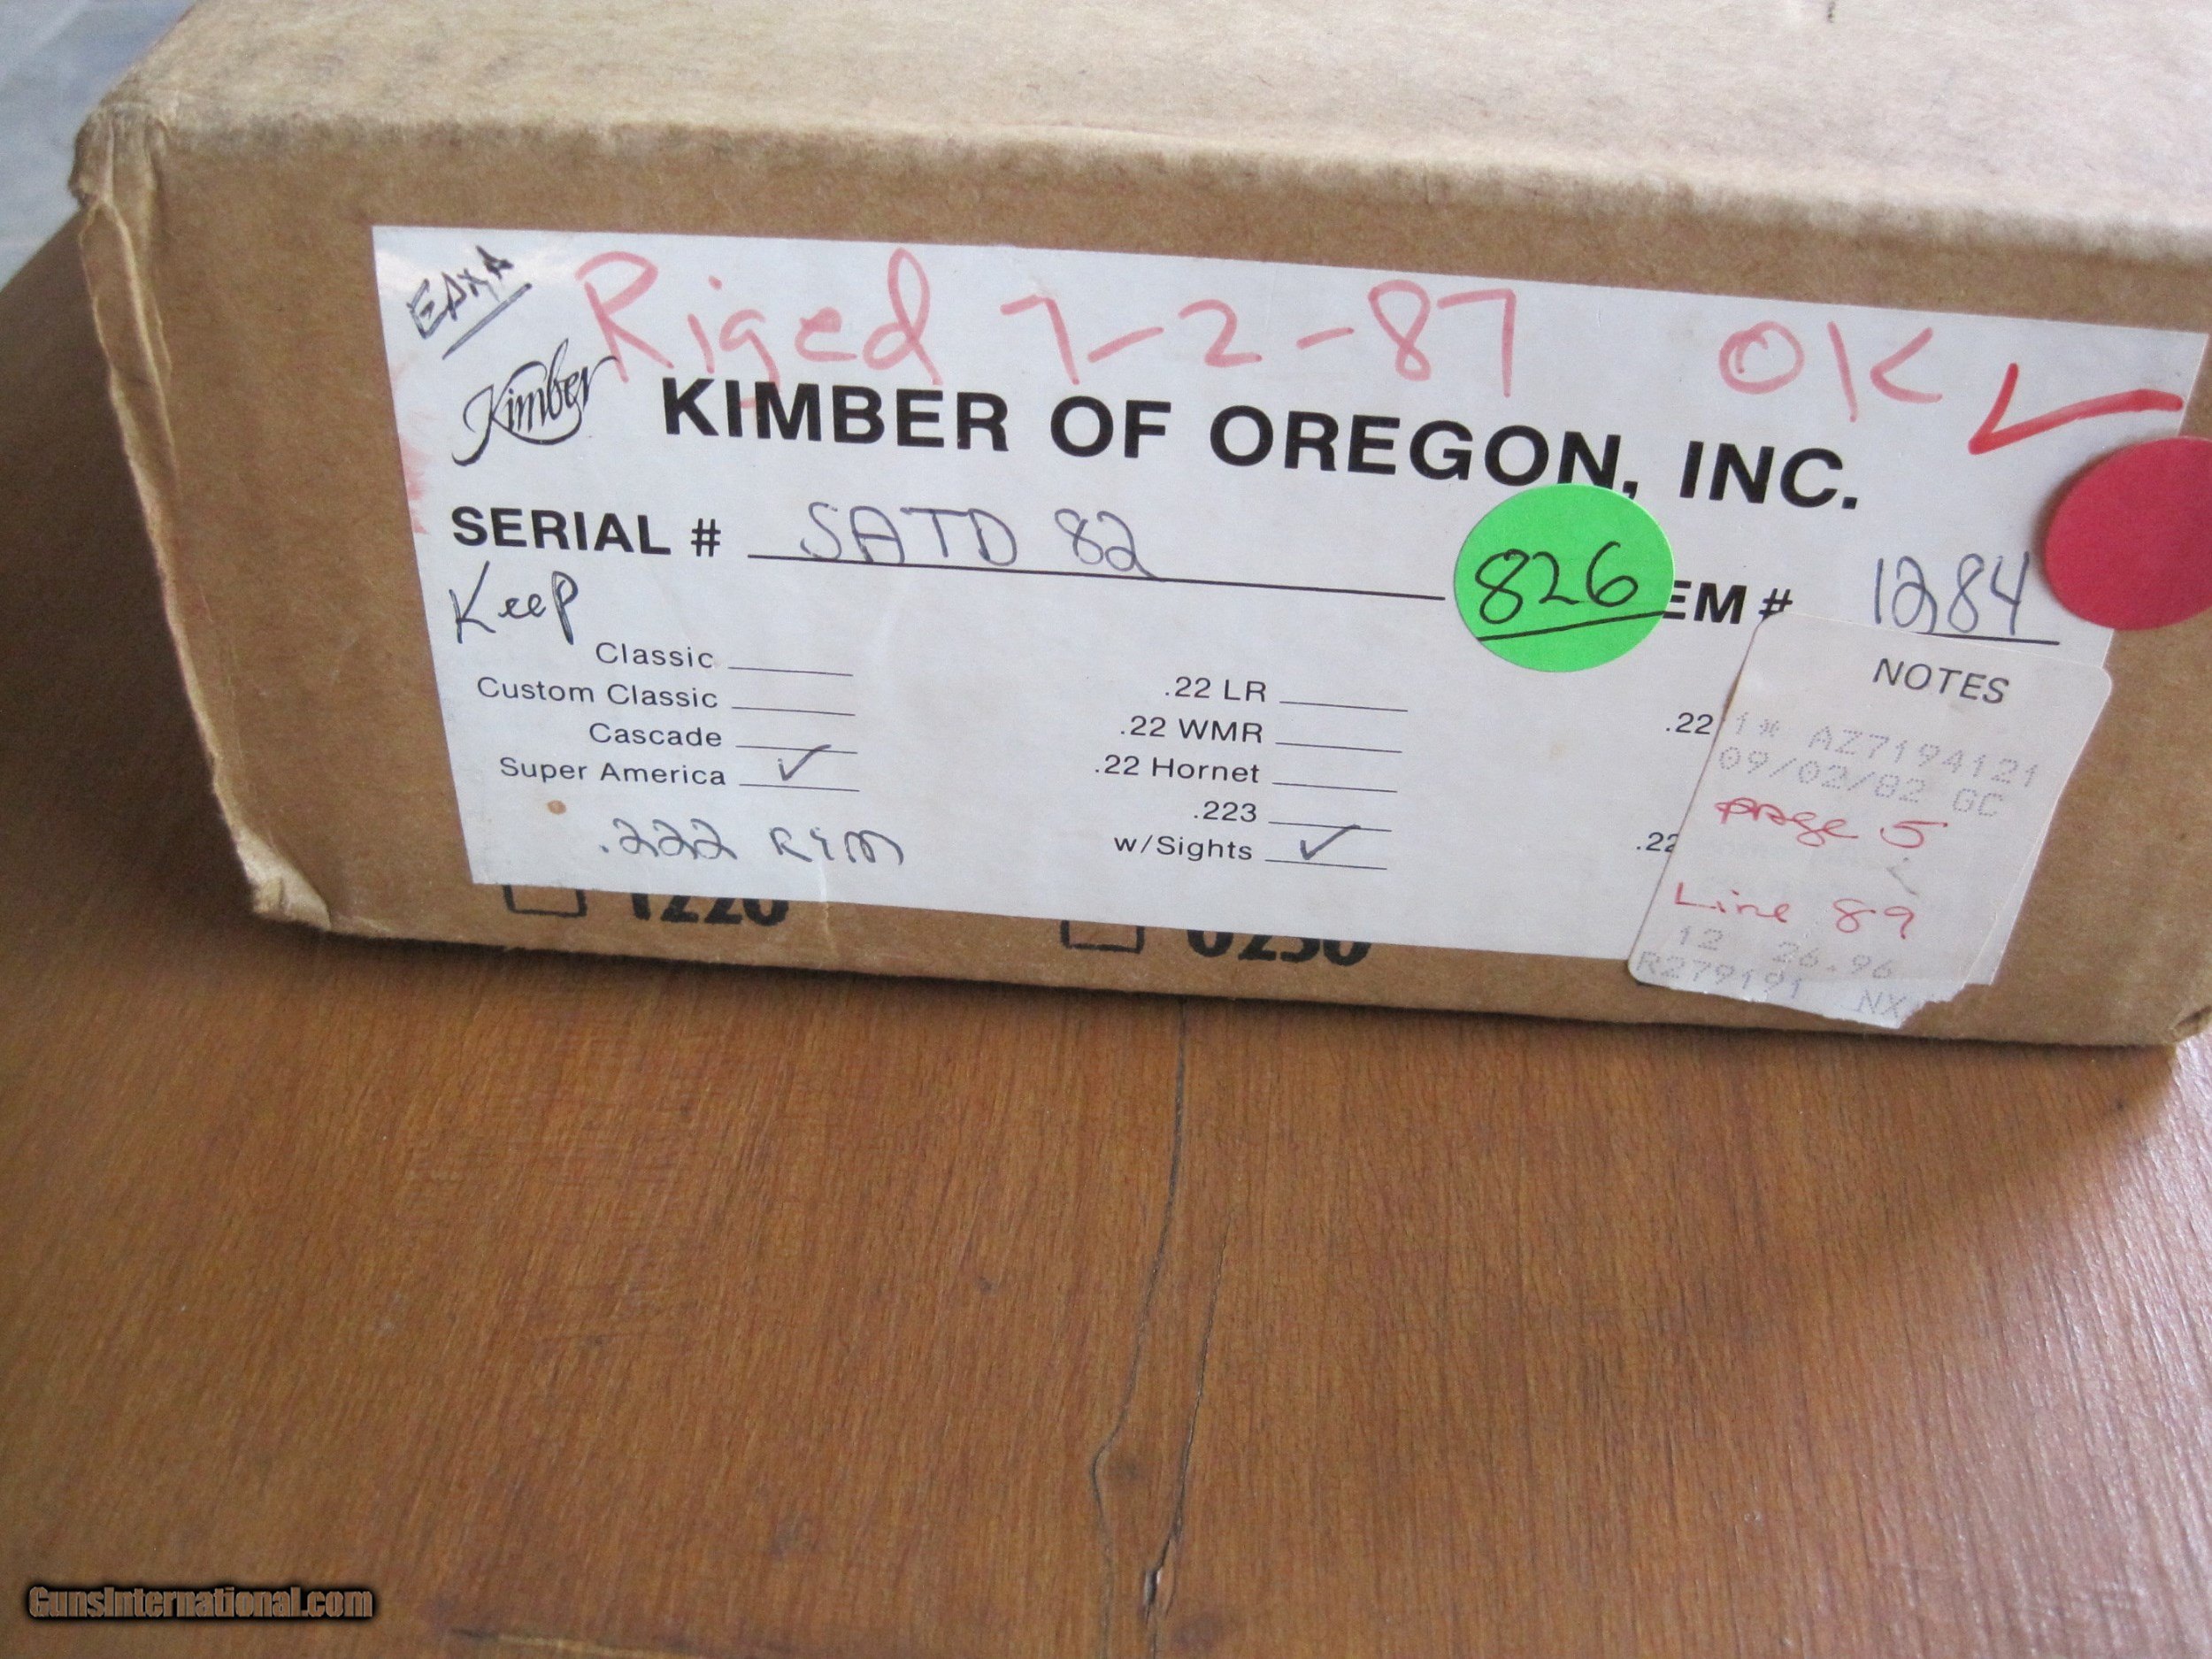 Riged 7-2-87 OK
Kimber
KIMBER OF OREGON, INC.
SERIAL # SATD 82
826
EM # 1284
Keep
Classic
Custom Classic
Cascade
Super America ✓
.222 REM
.22 LR
.22 WMR
.22 Hornet
.223
w/Sights ✓
.22
.22
NOTES
1* AZ7194121
09/02/82 GC
page 5
Line 89
12 26.96
R279191 NX
GunsInternational.com